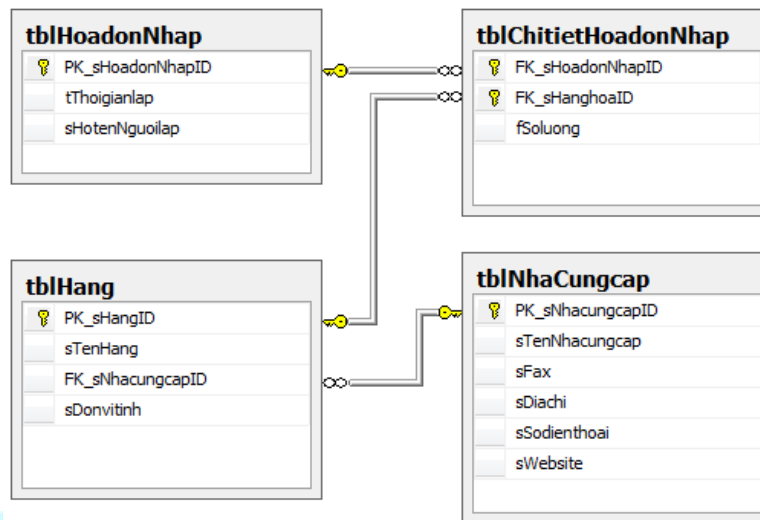 tblHoadonNhap
PK_sHoadonNhapID
tThoigianlap
sHotenNguoilap
tblChitietHoadonNhap
FK_sHoadonNhapID
FK_sHanghoaID
fSoluong
tblHang
PK_sHangID
sTenHang
FK_sNhacungcapID
sDonvitinh
tblNhaCungcap
PK_sNhacungcapID
sTenNhacungcap
sFax
sDiachi
sSodienthoai
sWebsite